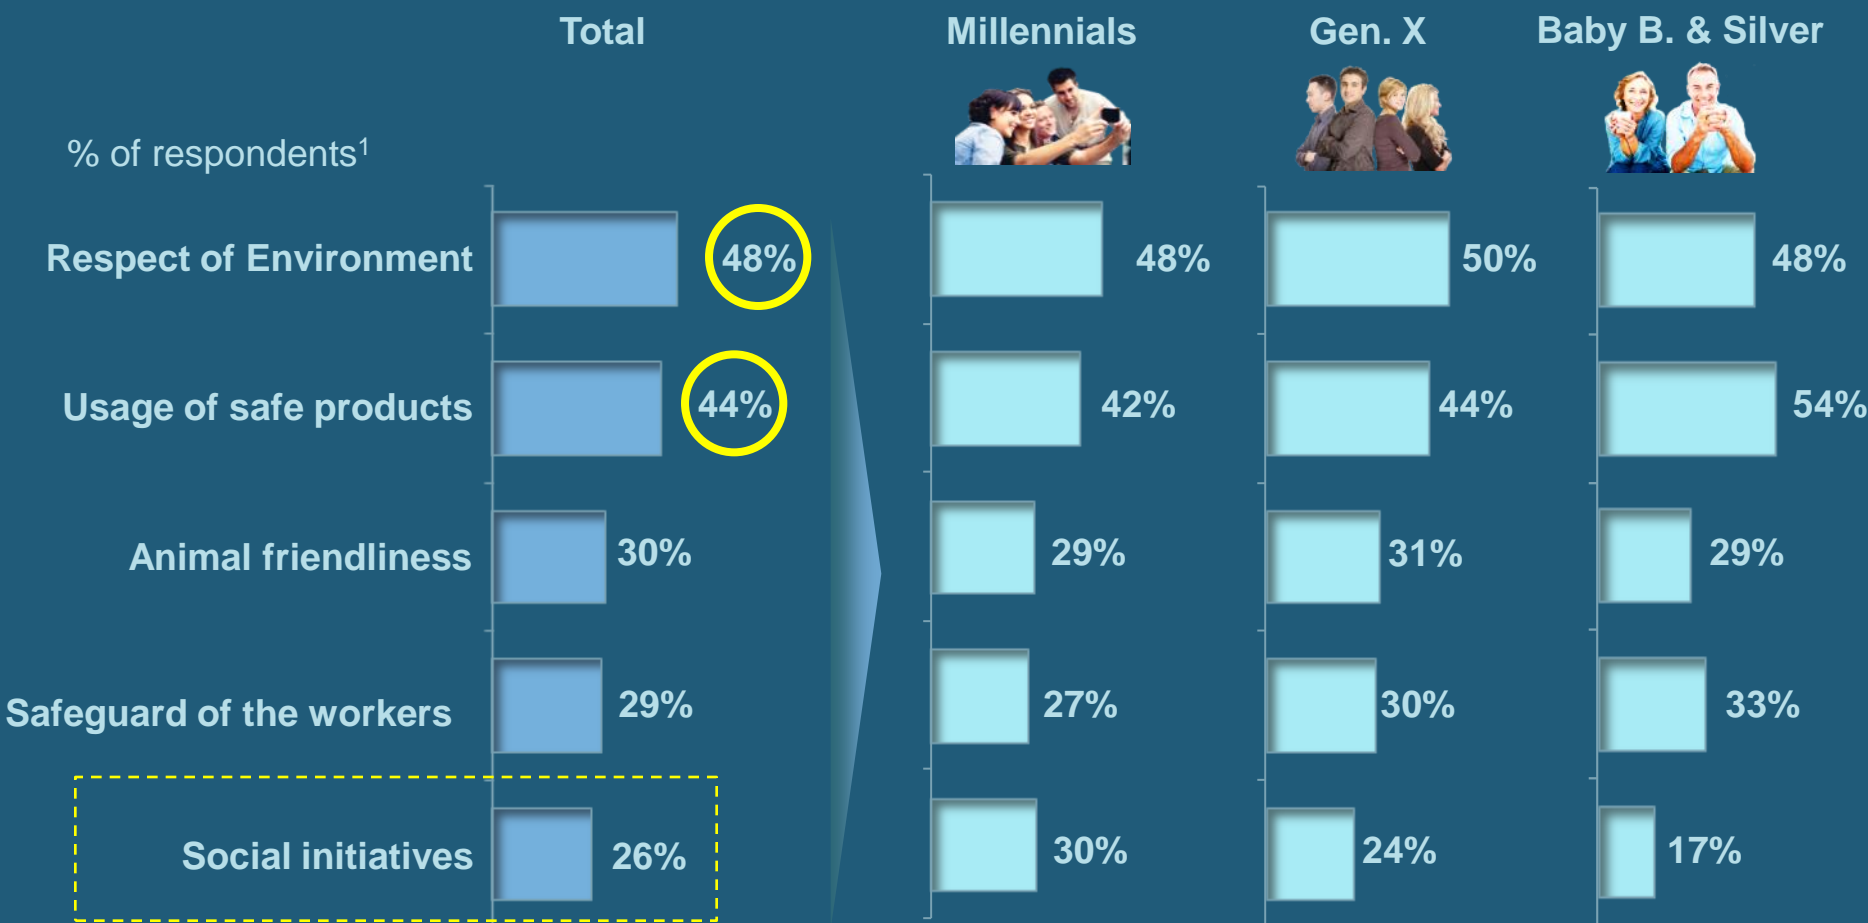 Total Millennials Gen. X Baby B. & Silver
% of respondents1
Respect of Environment 48% 48% 50% 48%
Usage of safe products 44% 42% 44% 54%
Animal friendliness 30% 29% 31% 29%
Safeguard of the workers 29% 27% 30% 33%
Social initiatives 26% 30% 24% 17%